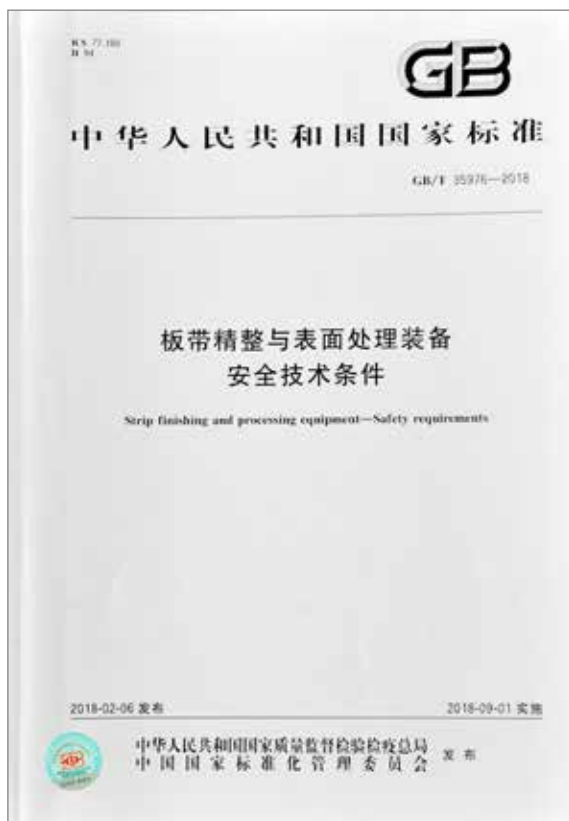 ICS 77.180
H 94
GB
中华人民共和国国家标准
GB/T 35976—2018
板带精整与表面处理装备
安全技术条件
Strip finishing and processing equipment—Safety requirements
2018-02-06 发布
2018-09-01 实施
中华人民共和国国家质量监督检验检疫总局
中国国家标准化管理委员会
发布